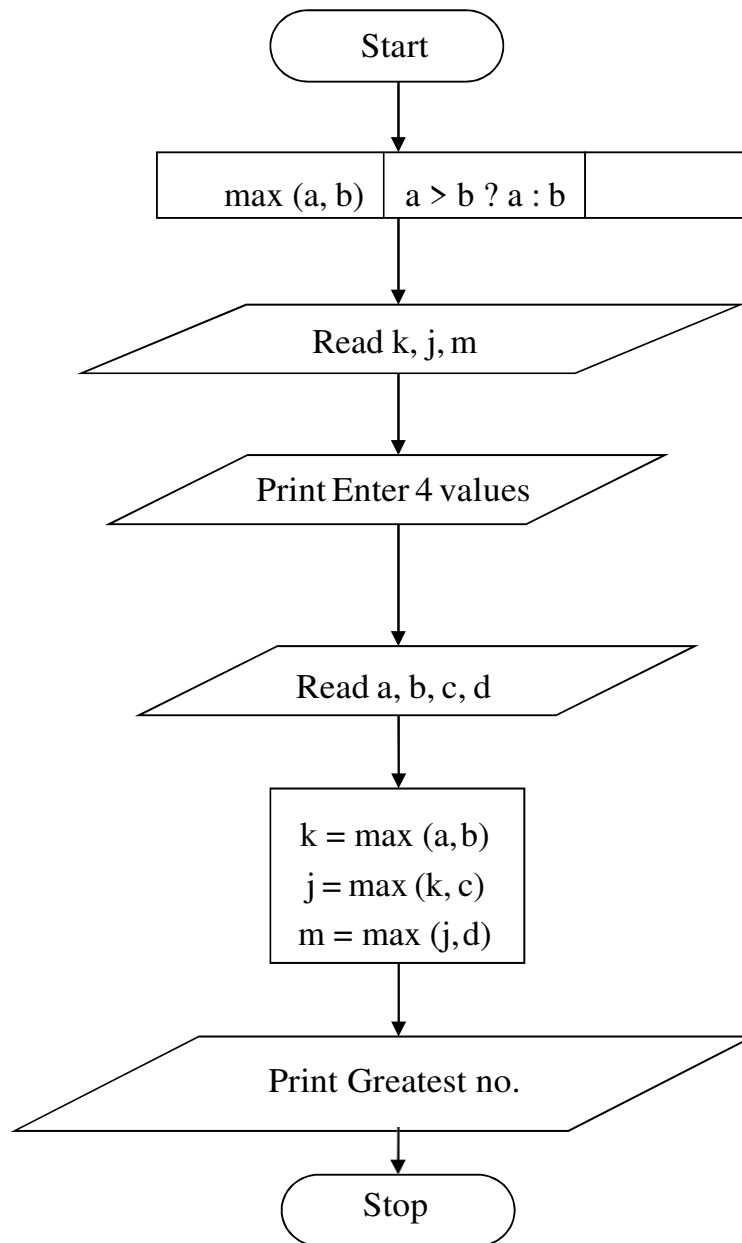 Start
max (a, b) a > b ? a : b
Read k, j, m
Print Enter 4 values
Read a, b, c, d
k = max (a, b)
j = max (k, c)
m = max (j, d)
Print Greatest no.
Stop